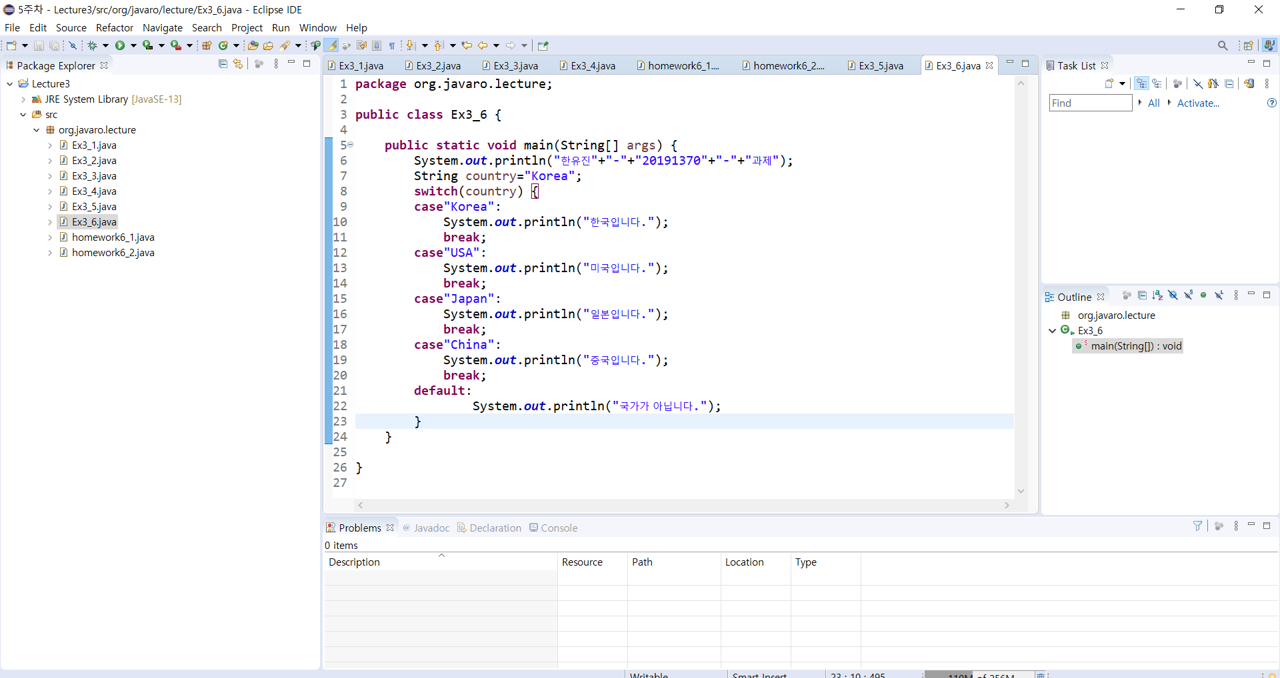 5주차 - Lecture3/src/org/javaro/lecture/Ex3_6.java - Eclipse IDE
File Edit Source Refactor Navigate Search Project Run Window Help
Package Explorer
Lecture3
JRE System Library [JavaSE-13]
src
org.javaro.lecture
Ex3_1.java
Ex3_2.java
Ex3_3.java
Ex3_4.java
Ex3_5.java
Ex3_6.java
homework6_1.java
homework6_2.java
Ex3_1.java Ex3_2.java Ex3_3.java Ex3_4.java homework6_1.... homework6_2.... Ex3_5.java Ex3_6.java
1 package org.javaro.lecture;
2
3 public class Ex3_6 {
4
5 public static void main(String[] args) {
6 System.out.println("한유진"+"-"+"20191370"+"-"+"과제");
7 String country="Korea";
8 switch(country) {
9 case"Korea":
10 System.out.println("한국입니다.");
11 break;
12 case"USA":
13 System.out.println("미국입니다.");
14 break;
15 case"Japan":
16 System.out.println("일본입니다.");
17 break;
18 case"China":
19 System.out.println("중국입니다.");
20 break;
21 default:
22 System.out.println("국가가 아닙니다.");
23 }
24 }
25
26 }
27
Task List
Find All Activate...
Outline
org.javaro.lecture
Ex3_6
main(String[]) : void
Problems Javadoc Declaration Console
0 items
Description Resource Path Location Type
Writable Smart Insert 23 : 10 : 495 110M of 256M